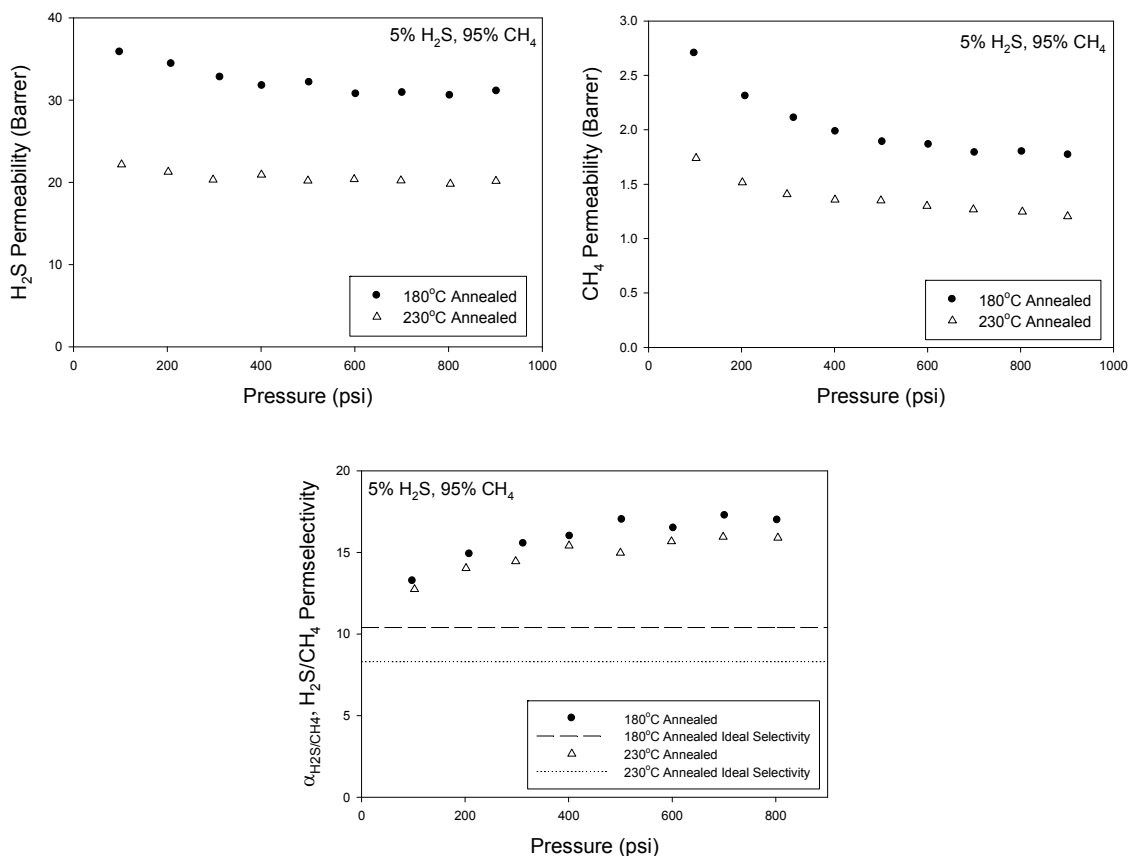 5% H₂S, 95% CH₄
H₂S Permeability (Barrer)
40
30
20
10
0
180°C Annealed
230°C Annealed
0 200 400 600 800 1000
Pressure (psi)
5% H₂S, 95% CH₄
CH₄ Permeability (Barrer)
3.0
2.5
2.0
1.5
1.0
0.5
0.0
180°C Annealed
230°C Annealed
0 200 400 600 800 1000
Pressure (psi)
5% H₂S, 95% CH₄
α_H2S/CH4, H₂S/CH₄ Permselectivity
20
15
10
5
0
180°C Annealed
180°C Annealed Ideal Selectivity
230°C Annealed
230°C Annealed Ideal Selectivity
0 200 400 600 800
Pressure (psi)